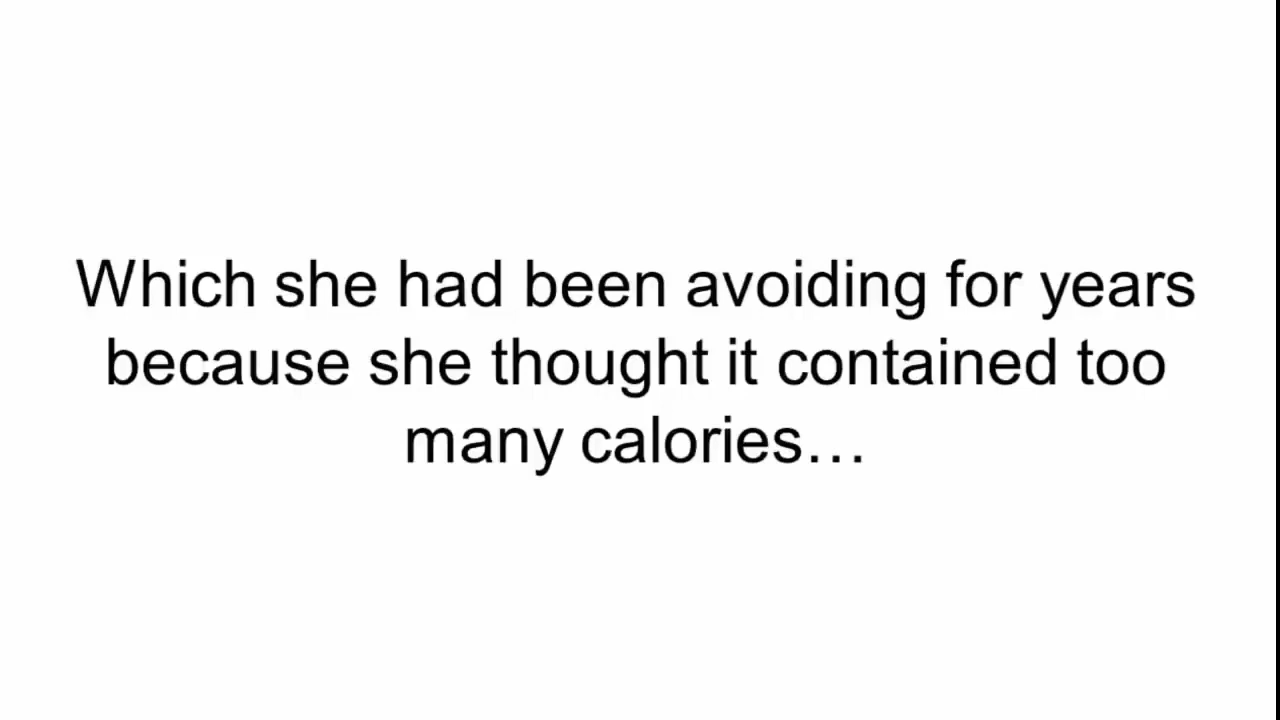 Which she had been avoiding for years
because she thought it contained too
many calories…